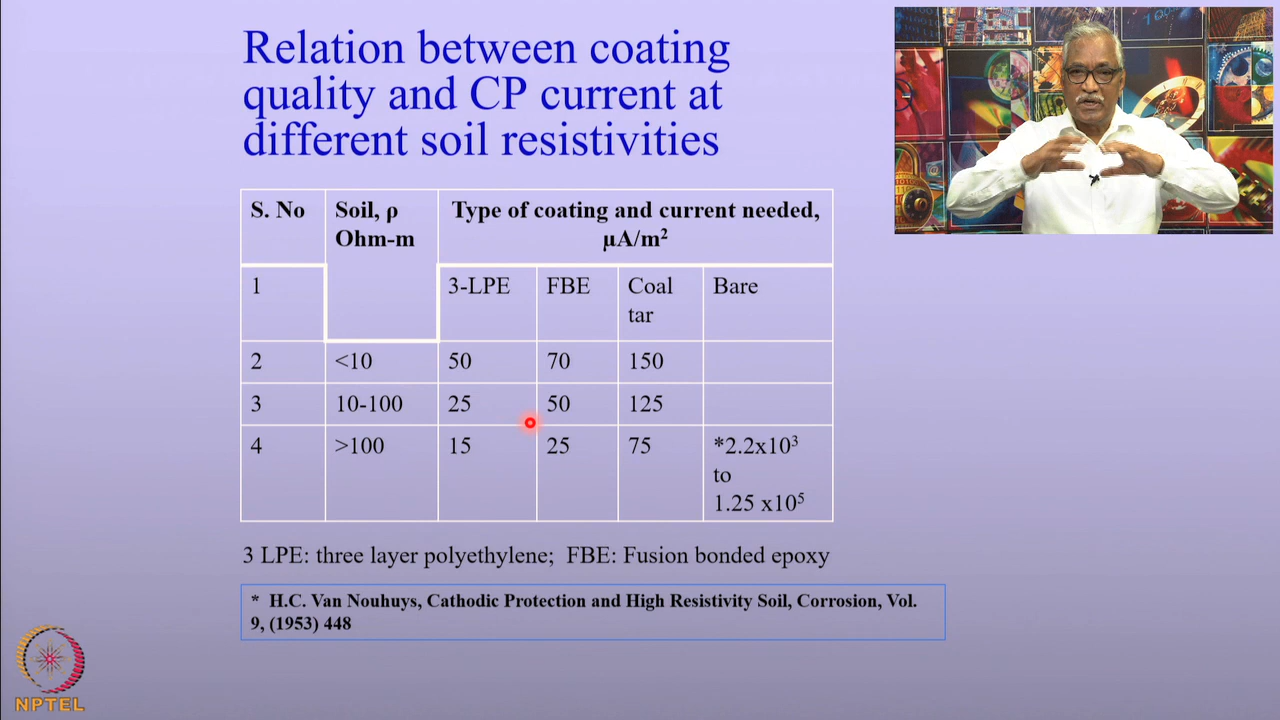 Relation between coating
quality and CP current at
different soil resistivities
S. No Soil, ρ Ohm-m Type of coating and current needed, µA/m²
1 3-LPE FBE Coal tar Bare
2 <10 50 70 150
3 10-100 25 50 125
4 >100 15 25 75 *2.2x10³ to 1.25 x10⁵
3 LPE: three layer polyethylene; FBE: Fusion bonded epoxy
* H.C. Van Nouhuys, Cathodic Protection and High Resistivity Soil, Corrosion, Vol.
9, (1953) 448
NPTEL